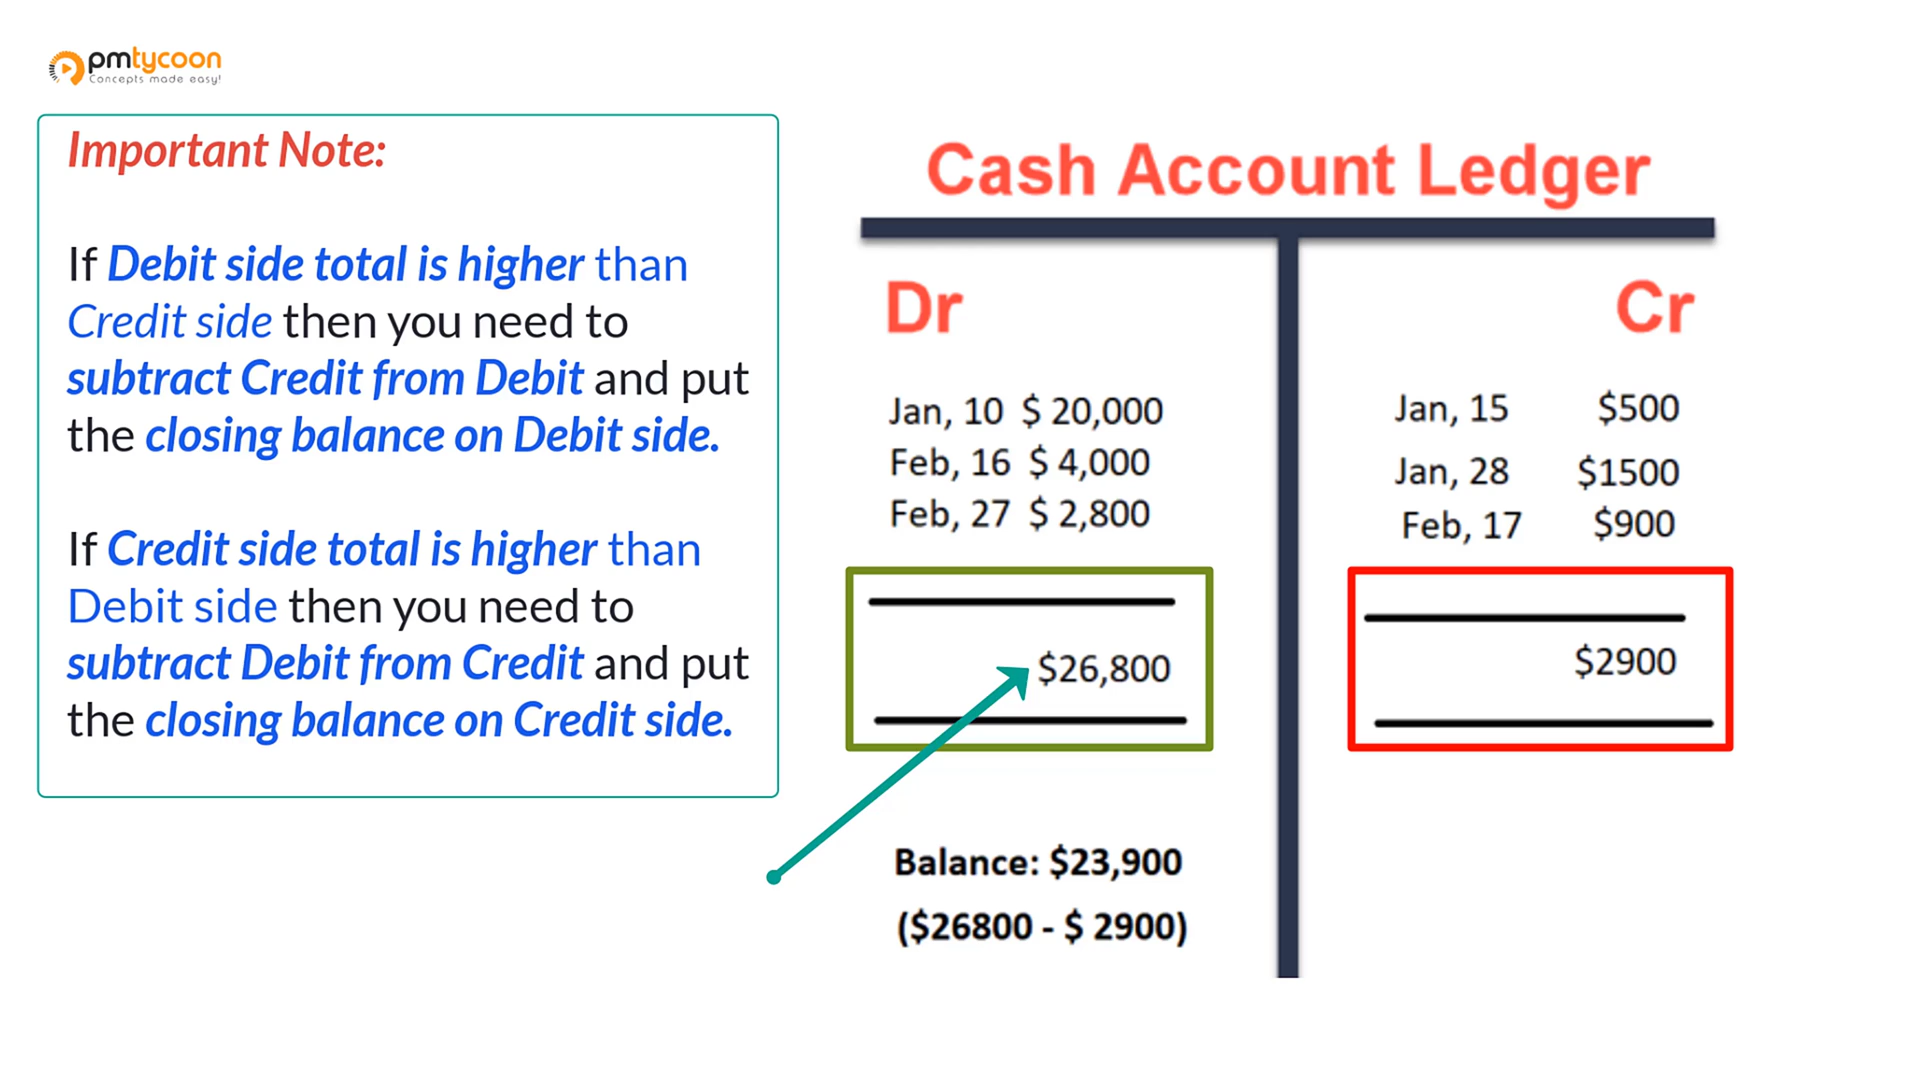 pmtycoon
Concepts made easy!
Important Note:
If Debit side total is higher than
Credit side then you need to
subtract Credit from Debit and put
the closing balance on Debit side.
If Credit side total is higher than
Debit side then you need to
subtract Debit from Credit and put
the closing balance on Credit side.
Cash Account Ledger
Dr
Jan, 10 $ 20,000
Feb, 16 $ 4,000
Feb, 27 $ 2,800
$26,800
Balance: $23,900
($26800 - $ 2900)
Cr
Jan, 15 $500
Jan, 28 $1500
Feb, 17 $900
$2900